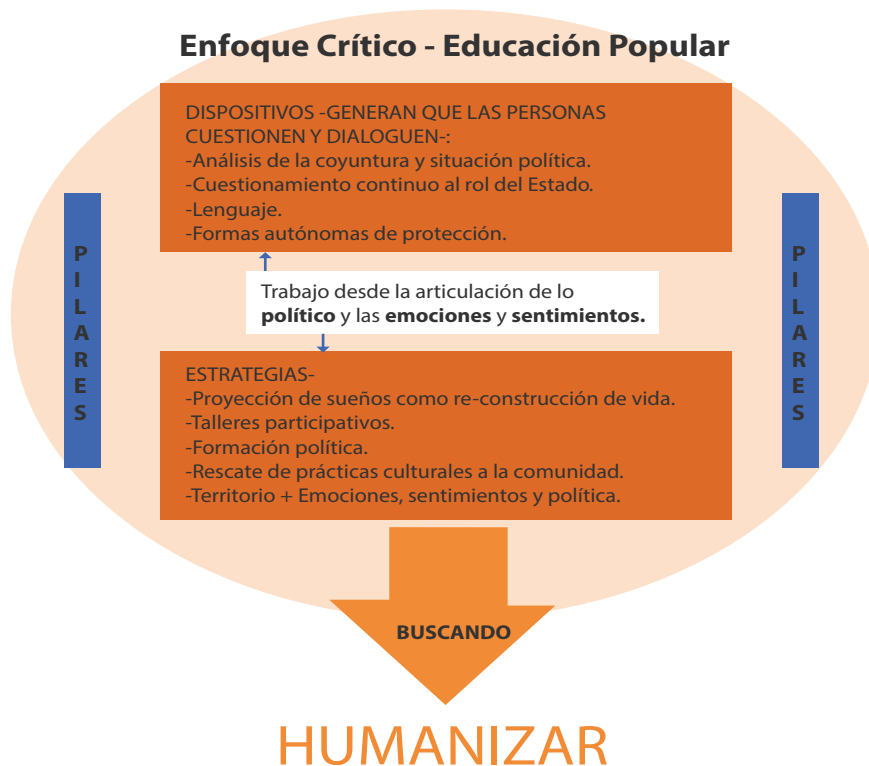 Enfoque Crítico - Educación Popular
DISPOSITIVOS -GENERAN QUE LAS PERSONAS
CUESTIONEN Y DIALOGUEN-:
-Análisis de la coyuntura y situación política.
-Cuestionamiento continuo al rol del Estado.
-Lenguaje.
-Formas autónomas de protección.
PILARES
Trabajo desde la articulación de lo
político y las emociones y sentimientos.
PILARES
ESTRATEGIAS-
-Proyección de sueños como re-construcción de vida.
-Talleres participativos.
-Formación política.
-Rescate de prácticas culturales a la comunidad.
-Territorio + Emociones, sentimientos y política.
BUSCANDO
HUMANIZAR